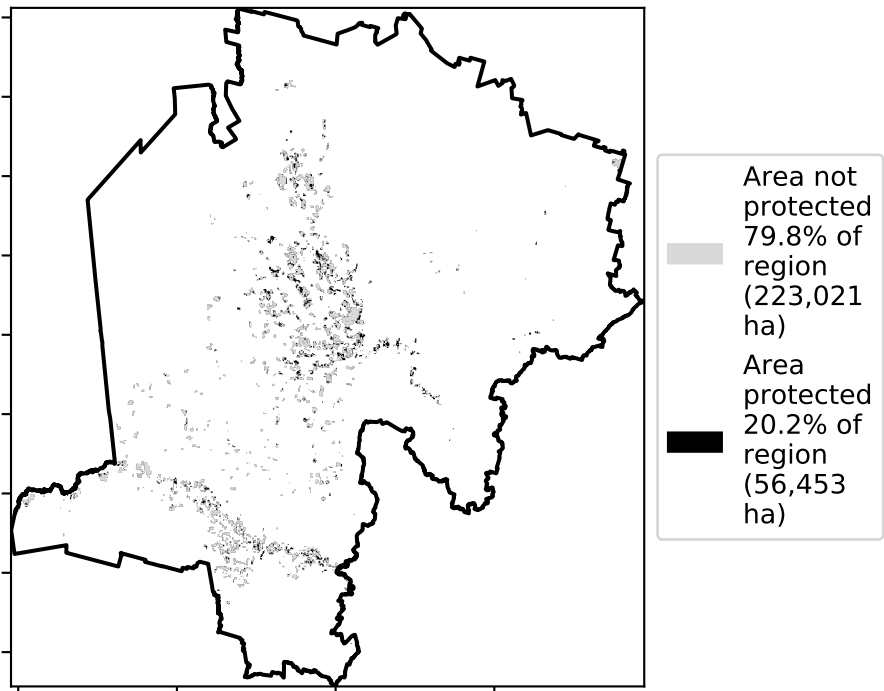 Area not
protected
79.8% of
region
(223,021
ha)
Area
protected
20.2% of
region
(56,453
ha)